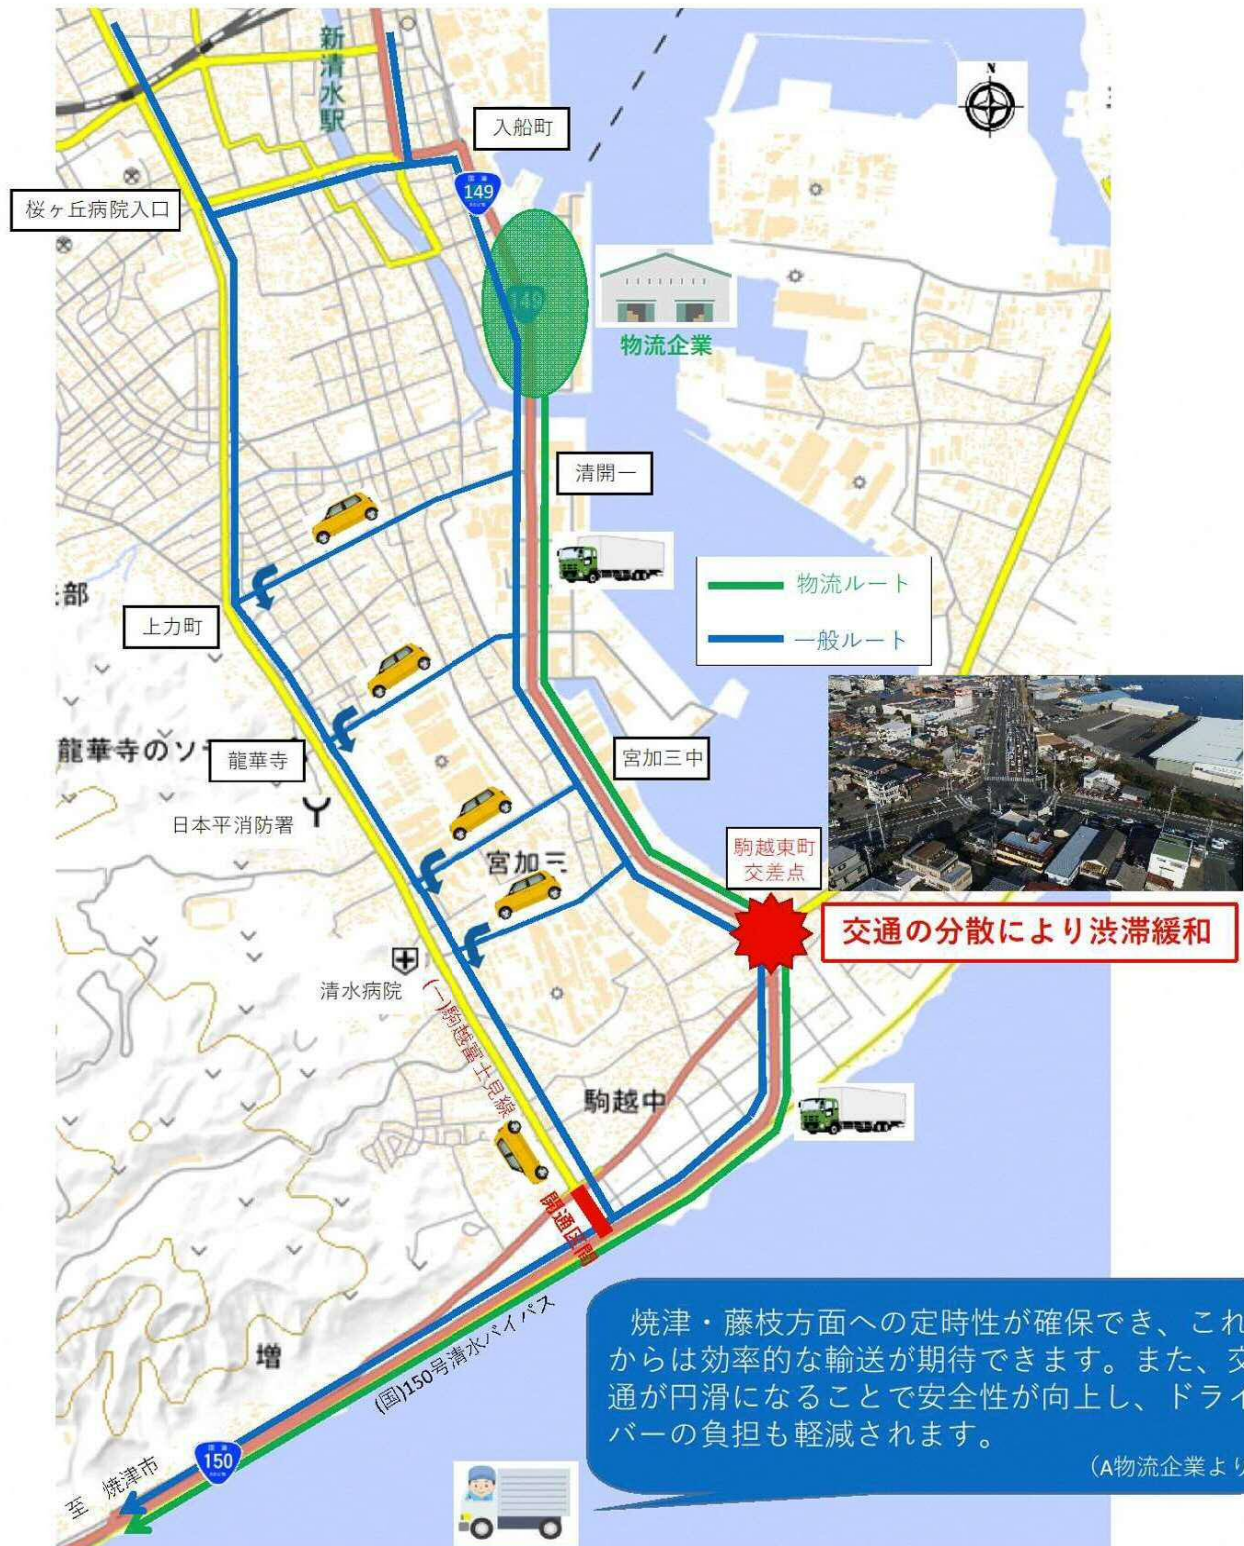 新清水駅
N
入船町
国道
149
桜ヶ丘病院入口
149
物流企業
清開一
物流ルート
一般ルート
上力町
龍華寺のソ
龍華寺
宮加三中
日本平消防署
宮加三
駒越東町
交差点
交通の分散により渋滞緩和
清水病院
(一)駒越富士見線
駒越中
開通区間
増
(国)150号清水バイパス
焼津・藤枝方面への定時性が確保でき、これ
からは効率的な輸送が期待できます。また、交
通が円滑になることで安全性が向上し、ドライ
バーの負担も軽減されます。
(A物流企業より
国道
150
至 焼津市